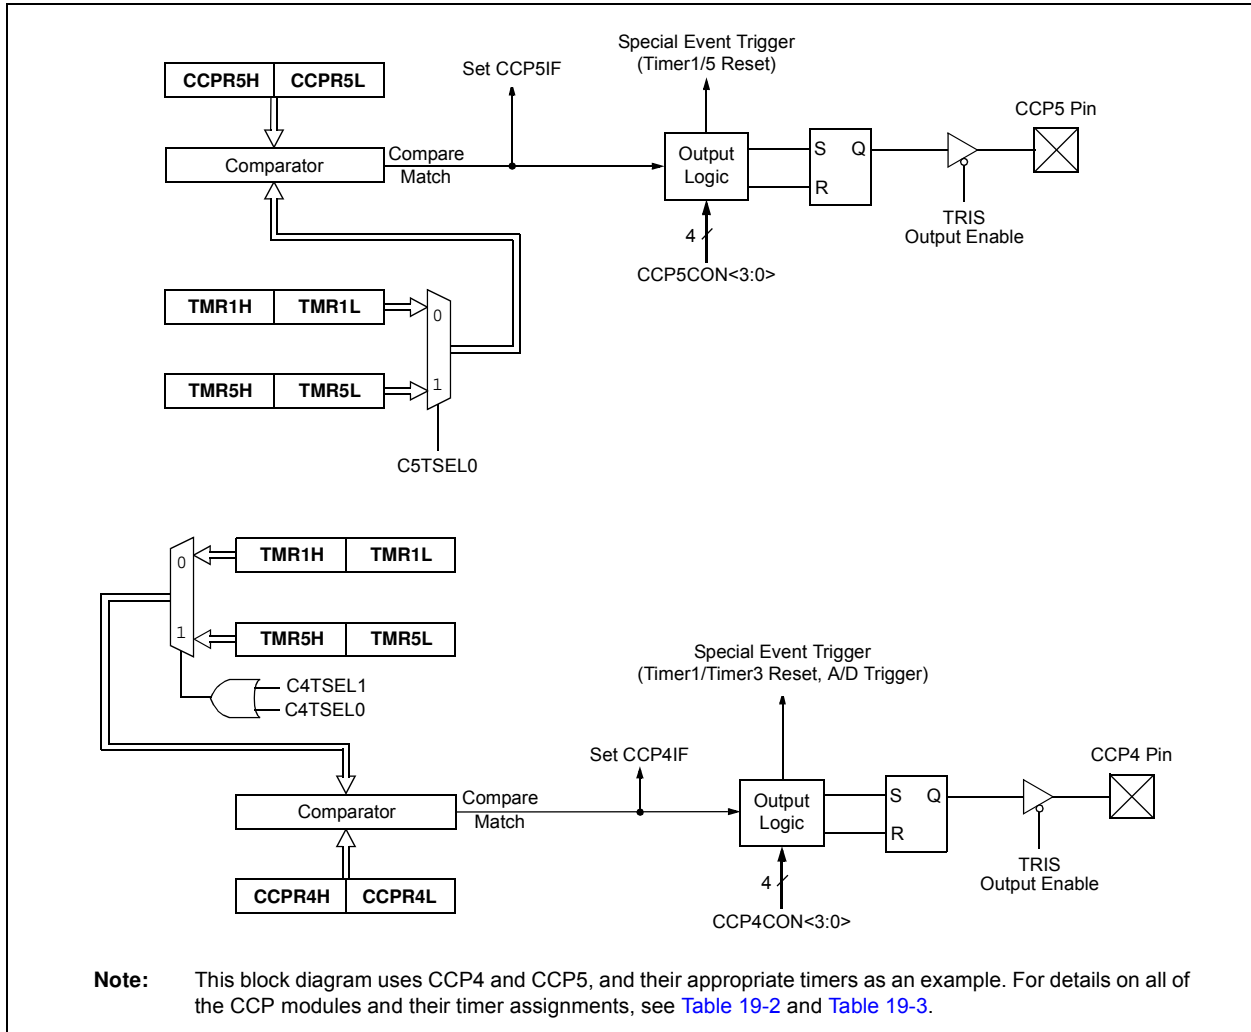 Special Event Trigger
(Timer1/5 Reset)
Set CCP5IF
CCPR5H CCPR5L
CCP5 Pin
Comparator
Compare
Match
Output
Logic
S Q
R
TRIS
Output Enable
4
CCP5CON<3:0>
TMR1H TMR1L
0
TMR5H TMR5L
1
C5TSEL0
0
TMR1H TMR1L
1
TMR5H TMR5L
C4TSEL1
C4TSEL0
Special Event Trigger
(Timer1/Timer3 Reset, A/D Trigger)
Set CCP4IF
CCP4 Pin
Comparator
Compare
Match
Output
Logic
S Q
R
TRIS
Output Enable
4
CCPR4H CCPR4L
CCP4CON<3:0>
Note: This block diagram uses CCP4 and CCP5, and their appropriate timers as an example. For details on all of
the CCP modules and their timer assignments, see Table 19-2 and Table 19-3.